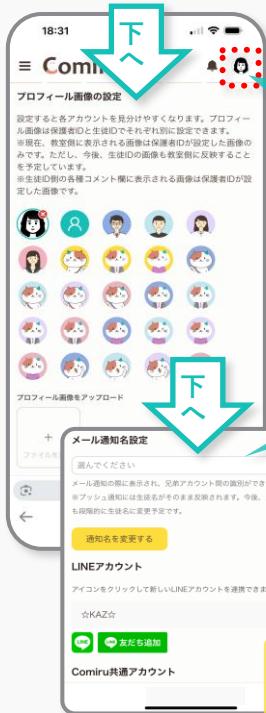 18:31
下
へ
Comi
プロフィール画像の設定
設定すると各アカウントを見分けやすくなります。プロフィー
ル画像は保護者IDと生徒IDでそれぞれ別に設定できます。
※現在、教室側に表示される画像は保護者IDが設定した画像の
みです。ただし、今後、生徒IDの画像も教室側に反映すること
を予定しています。
※生徒ID側の各種コメント欄に表示される画像は保護者IDが設
定した画像です。
プロフィール画像をアップロード
+
ファイルを
下
へ
メール通知名設定
選んでください
メール通知の際に表示され、兄弟アカウント間の識別ができ
※プッシュ通知には生徒名がそのまま反映されます。今後、
も段階的に生徒名に変更予定です。
通知名を変更する
LINEアカウント
アイコンをクリックして新しいLINEアカウントを連携できま
☆KAZ☆
LINE 友だち追加
Comiru共通アカウント